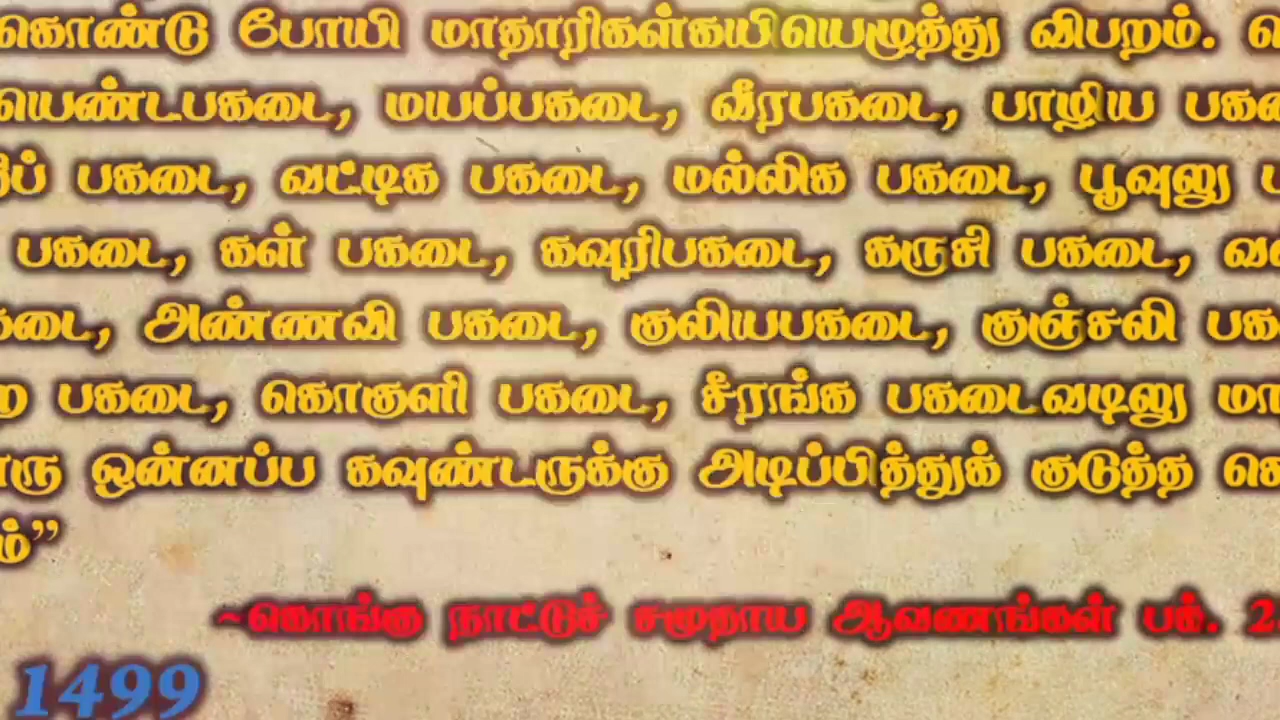 கொண்டு போயி மாதாரிகள்கயியெழுத்து விபறம்.
யெண்டபகடை, மயப்பகடை, வீரபகடை, பாழிய
பகடை, வட்டிக பகடை, மல்லிக பகடை, பூவுலு
பகடை, கள் பகடை, கவுரிபகடை, கருசி பகடை,
அண்ணவி பகடை, குலியபகடை, குஞ்சலி
பகடை, கொகுளி பகடை, சீரங்க பகடைவடிலு
ஒன்னப்ப கவுண்டருக்கு அடிப்பித்துக் குடுத்த
~கொங்கு நாட்டுச் சமூதாய ஆவணங்கள் பக்.
1499